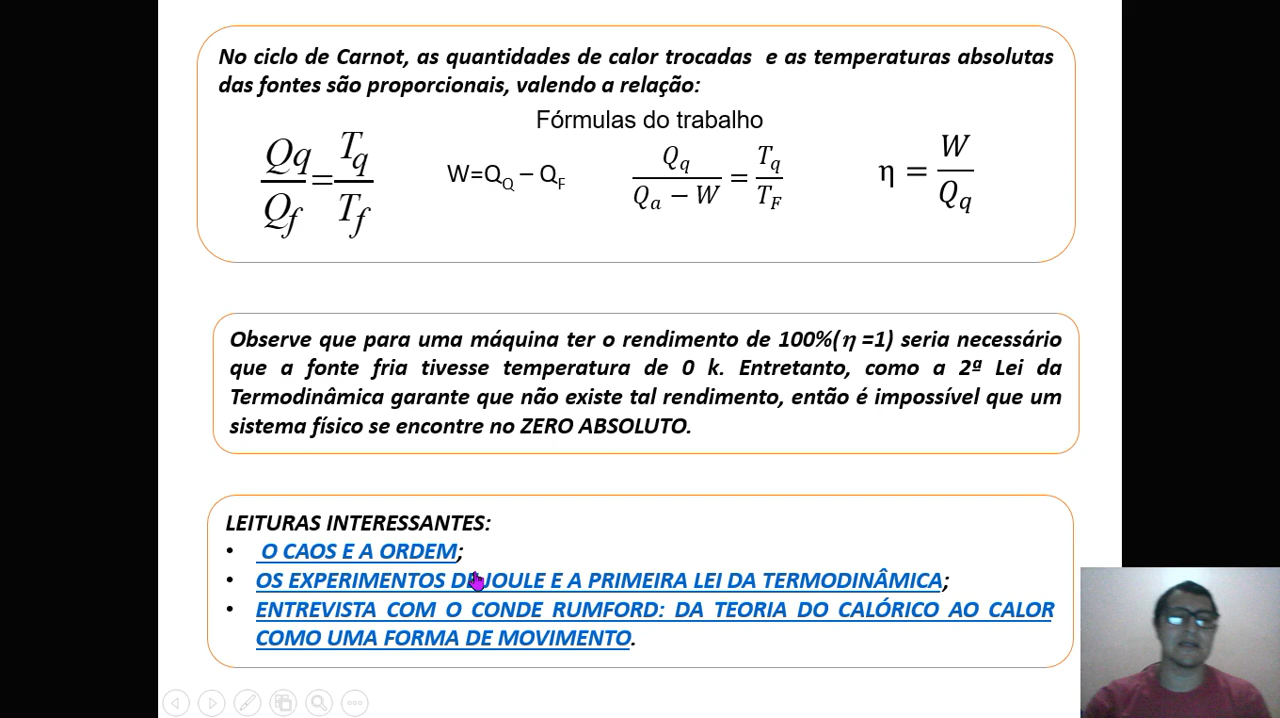 No ciclo de Carnot, as quantidades de calor trocadas e as temperaturas absolutas
das fontes são proporcionais, valendo a relação:
Fórmulas do trabalho
Qq/Qf = Tq/Tf
W=QQ – QF
Qq/(Qa − W) = Tq/TF
η = W/Qq
Observe que para uma máquina ter o rendimento de 100%(η =1) seria necessário
que a fonte fria tivesse temperatura de 0 k. Entretanto, como a 2ª Lei da
Termodinâmica garante que não existe tal rendimento, então é impossível que um
sistema físico se encontre no ZERO ABSOLUTO.
LEITURAS INTERESSANTES:
• O CAOS E A ORDEM;
• OS EXPERIMENTOS DE JOULE E A PRIMEIRA LEI DA TERMODINÂMICA;
• ENTREVISTA COM O CONDE RUMFORD: DA TEORIA DO CALÓRICO AO CALOR
COMO UMA FORMA DE MOVIMENTO.